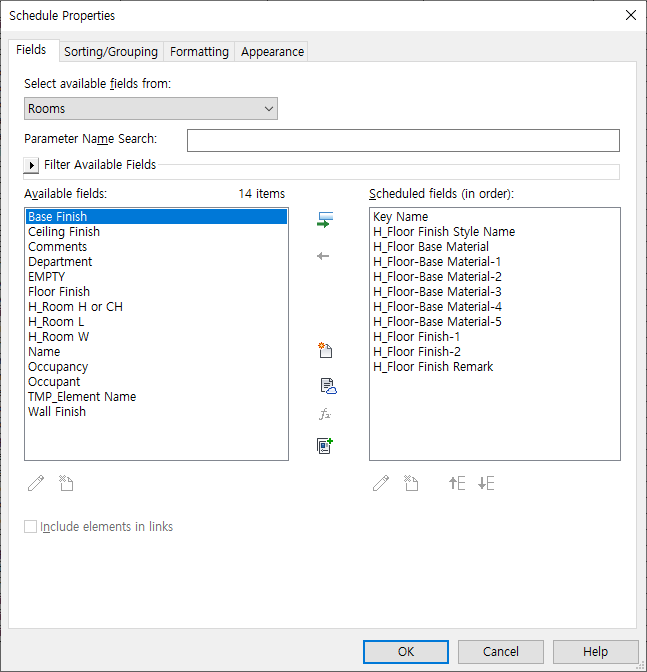 Schedule Properties
Fields
Sorting/Grouping
Formatting
Appearance
Select available fields from:
Rooms
Parameter Name Search:
Filter Available Fields
Available fields:
14 items
Base Finish
Ceiling Finish
Comments
Department
EMPTY
Floor Finish
H_Room H or CH
H_Room L
H_Room W
Name
Occupancy
Occupant
TMP_Element Name
Wall Finish
fx
Scheduled fields (in order):
Key Name
H_Floor Finish Style Name
H_Floor Base Material
H_Floor-Base Material-1
H_Floor-Base Material-2
H_Floor-Base Material-3
H_Floor-Base Material-4
H_Floor-Base Material-5
H_Floor Finish-1
H_Floor Finish-2
H_Floor Finish Remark
Include elements in links
OK
Cancel
Help